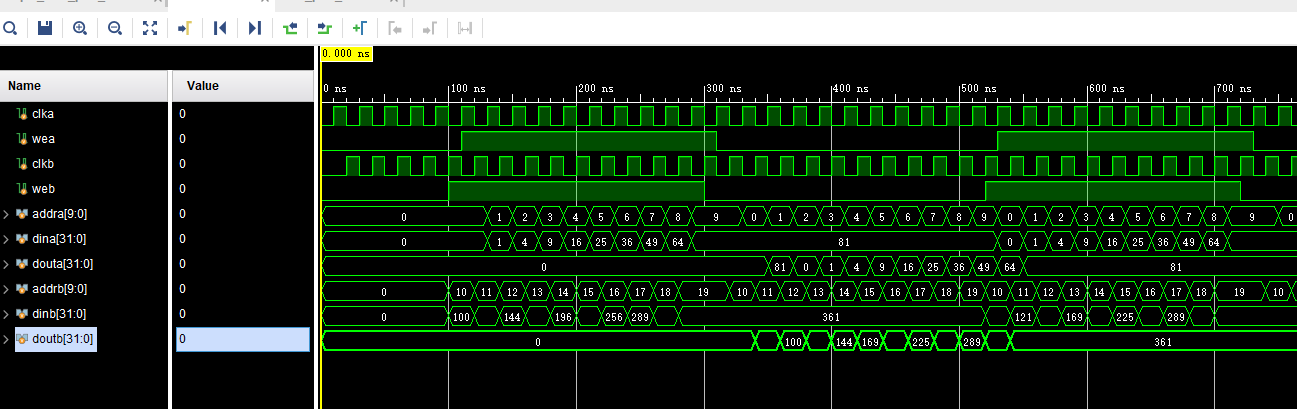 0.000 ns
Name Value
0 ns 100 ns 200 ns 300 ns 400 ns 500 ns 600 ns 700 ns
clka 0
wea 0
clkb 0
web 0
addra[9:0] 0 0 1 2 3 4 5 6 7 8 9 0 1 2 3 4 5 6 7 8 9 0 1 2 3 4 5 6 7 8 9 0
dina[31:0] 0 0 1 4 9 16 25 36 49 64 81 0 1 4 9 16 25 36 49 64
douta[31:0] 0 0 81 0 1 4 9 16 25 36 49 64 81
addrb[9:0] 0 0 10 11 12 13 14 15 16 17 18 19 10 11 12 13 14 15 16 17 18 19 10 11 12 13 14 15 16 17 18 19 10
dinb[31:0] 0 0 100 144 196 256 289 361 121 169 225 289
doutb[31:0] 0 0 100 144 169 225 289 361